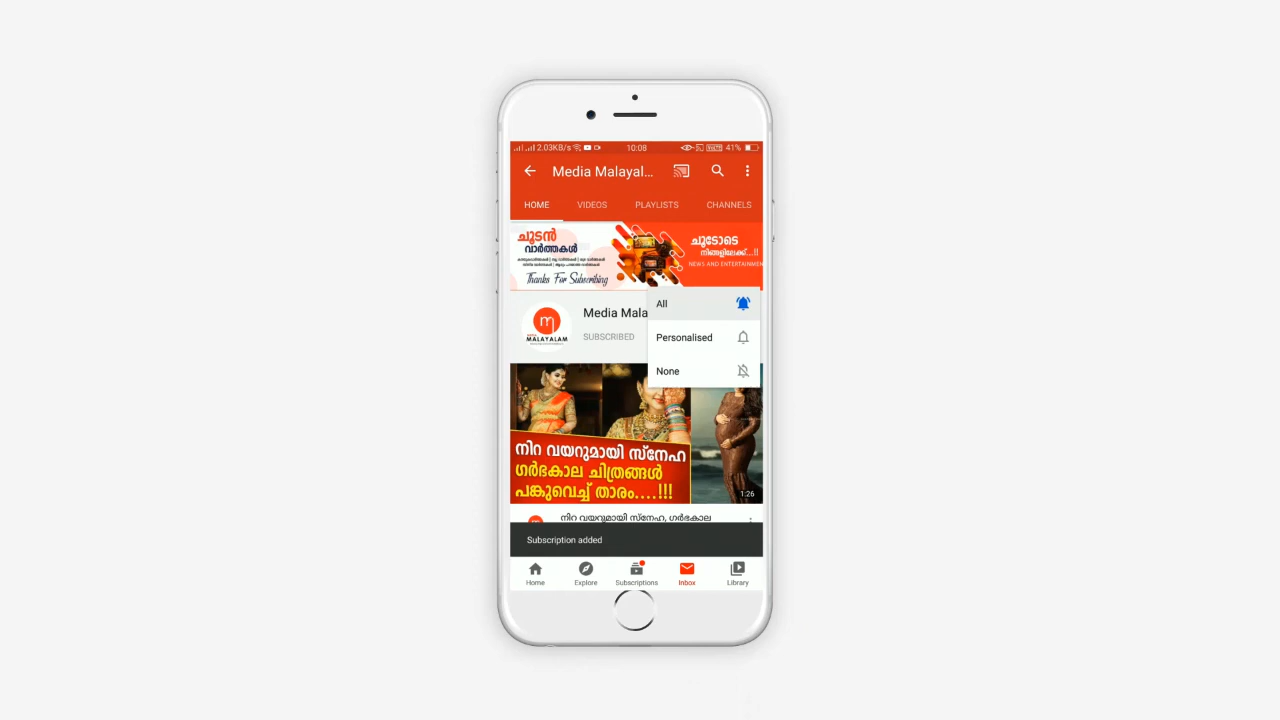 2.03KB/s
10:08
41%
Media Malayal...
HOME
VIDEOS
PLAYLISTS
CHANNELS
ചൂടൻ
വാർത്തകൾ
Thanks For Subscribing
ചൂടോടെ
നിങ്ങളിലേക്ക്...!!
NEWS AND ENTERTAINMEN
MALAYALAM
Media Mala
SUBSCRIBED
All
Personalised
None
നിറ വയറുമായി സ്നേഹ
ഗർഭകാല ചിത്രങ്ങൾ
പങ്കുവെച്ച് താരം....!!!
1:26
നിറ വയറുമായി സ്നേഹ, ഗർഭകാല
Subscription added
Home
Explore
Subscriptions
Inbox
Library